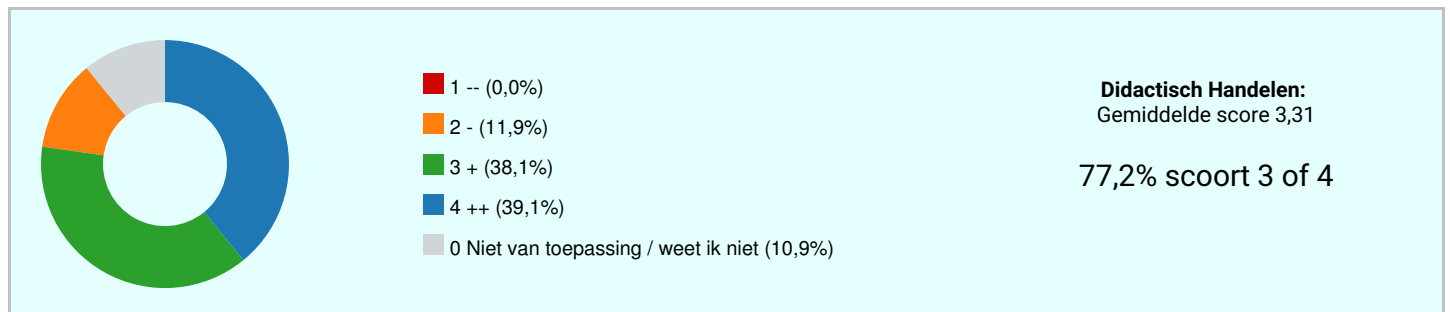 1 -- (0,0%)
2 - (11,9%)
3 + (38,1%)
4 ++ (39,1%)
0 Niet van toepassing / weet ik niet (10,9%)
Didactisch Handelen:
Gemiddelde score 3,31
77,2% scoort 3 of 4